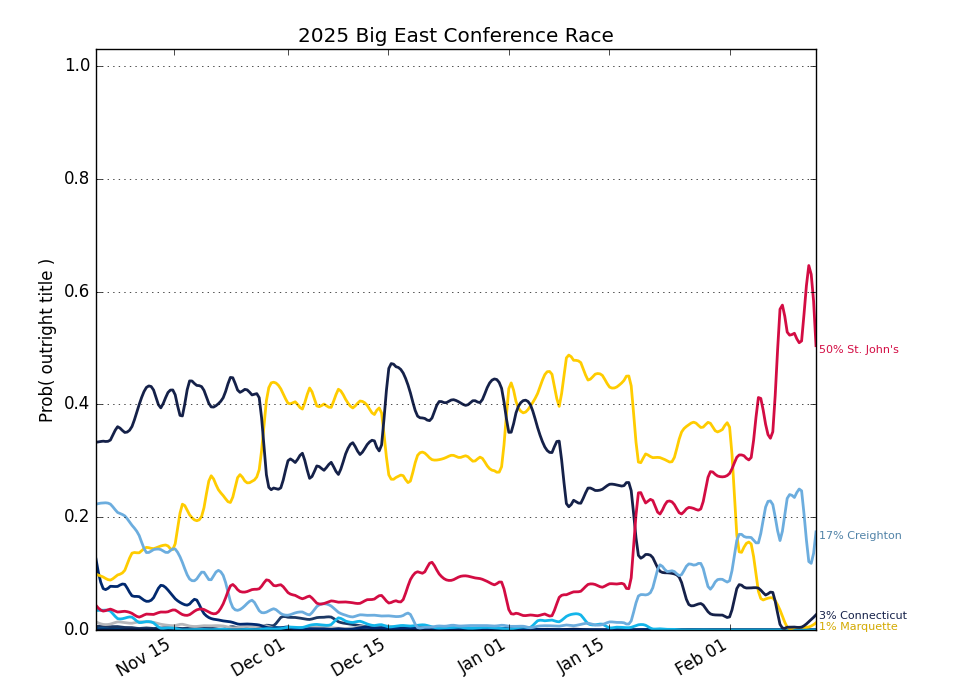 2025 Big East Conference Race
Prob( outright title )
1.0
0.8
0.6
0.4
0.2
0.0
50% St. John's
17% Creighton
3% Connecticut
1% Marquette
Nov 15
Dec 01
Dec 15
Jan 01
Jan 15
Feb 01